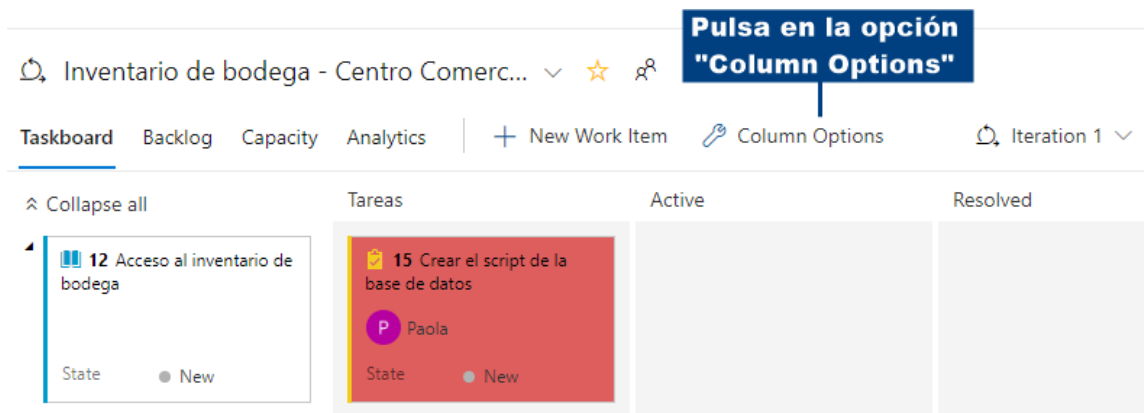 Pulsa en la opción
"Column Options"
Inventario de bodega - Centro Comerc...
Taskboard Backlog Capacity Analytics New Work Item Column Options Iteration 1
Collapse all Tareas Active Resolved
12 Acceso al inventario de
bodega
State New
15 Crear el script de la
base de datos
P Paola
State New